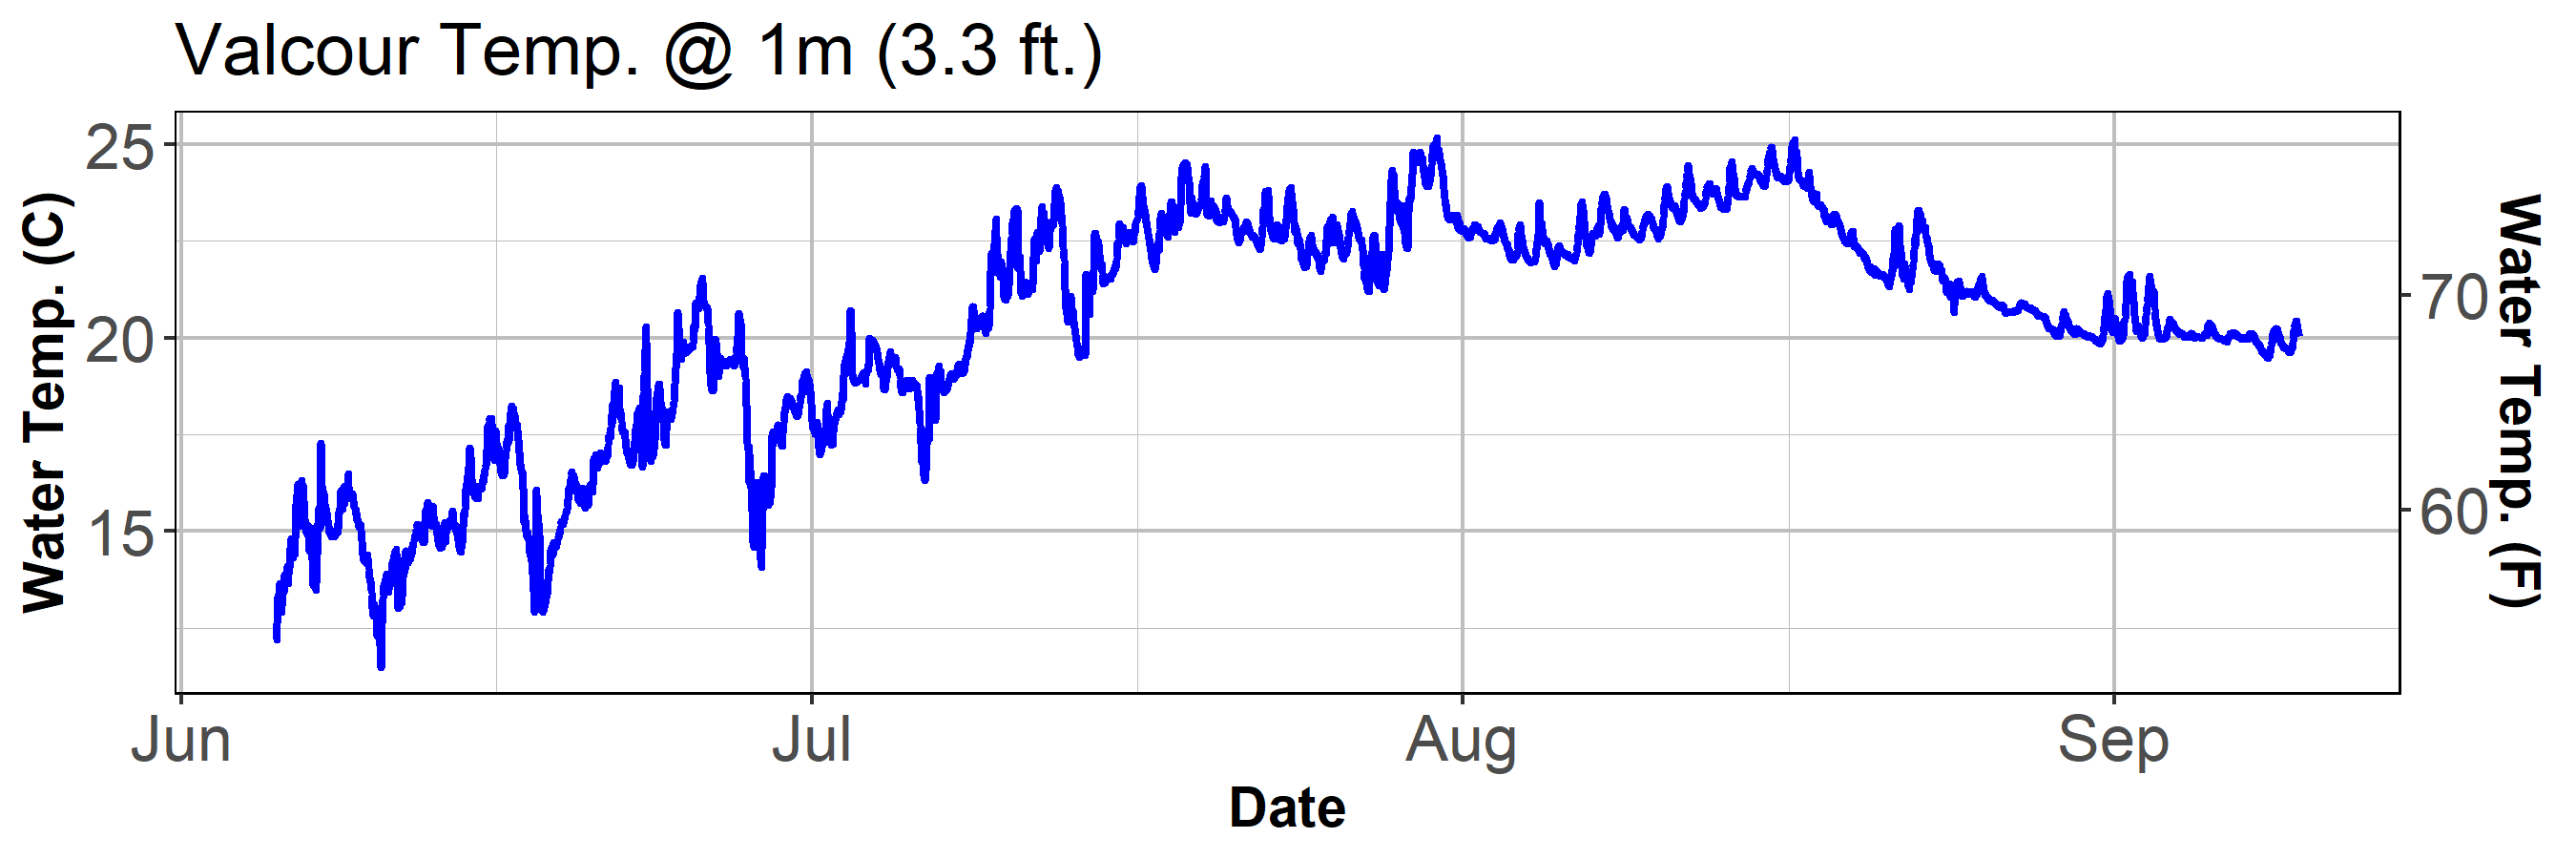 Valcour Temp. @ 1m (3.3 ft.)
Water Temp. (C)
25
20
15
70
60
Water Temp. (F)
Jun Jul Aug Sep
Date